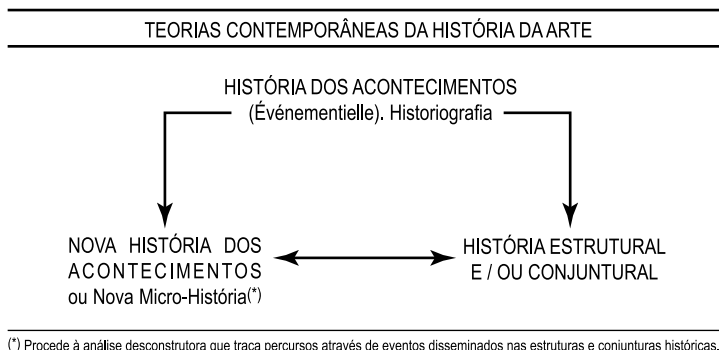 TEORIAS CONTEMPORÂNEAS DA HISTÓRIA DA ARTE
HISTÓRIA DOS ACONTECIMENTOS
(Événementielle). Historiografia
NOVA HISTÓRIA DOS
ACONTECIMENTOS
ou Nova Micro-História(*)
HISTÓRIA ESTRUTURAL
E / OU CONJUNTURAL
(*) Procede à análise desconstrutora que traça percursos através de eventos disseminados nas estruturas e conjunturas históricas.